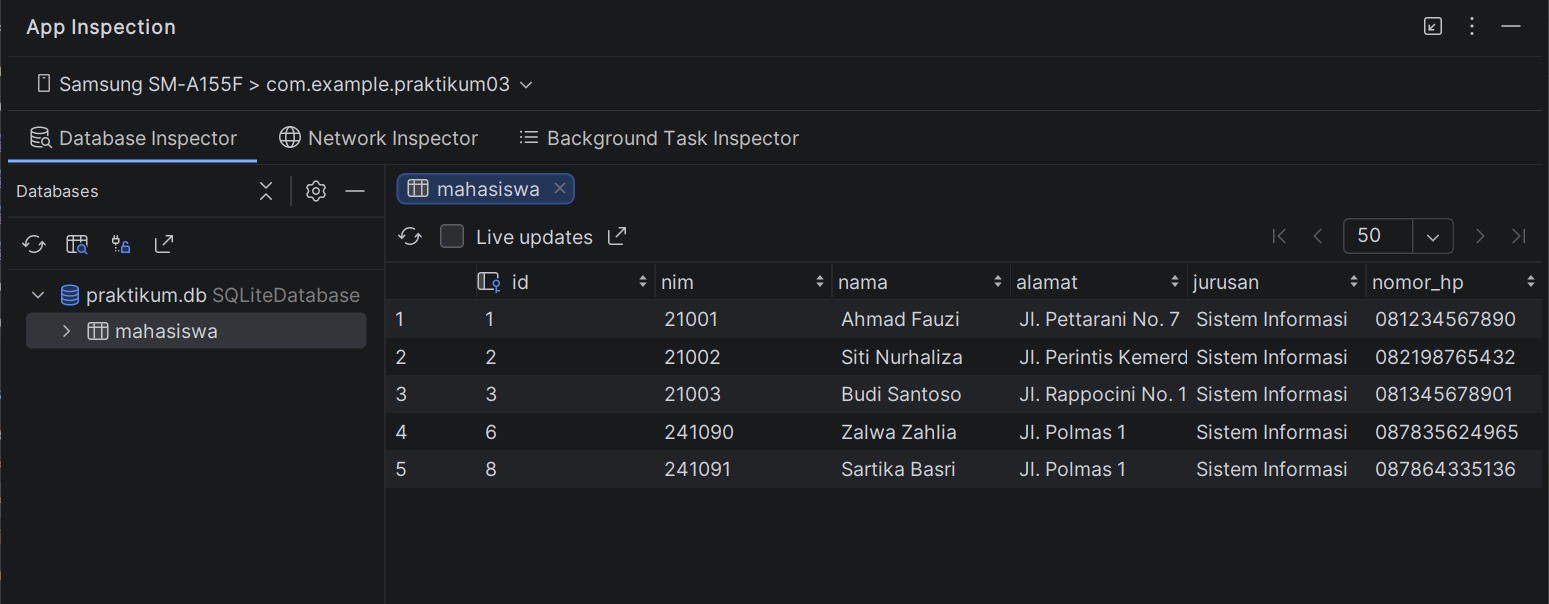 App Inspection
Samsung SM-A155F > com.example.praktikum03
Database Inspector Network Inspector Background Task Inspector
Databases
mahasiswa
Live updates 50
praktikum.db SQLiteDatabase
mahasiswa
id nim nama alamat jurusan nomor_hp
1 1 21001 Ahmad Fauzi Jl. Pettarani No. 7 Sistem Informasi 081234567890
2 2 21002 Siti Nurhaliza Jl. Perintis Kemerd Sistem Informasi 082198765432
3 3 21003 Budi Santoso Jl. Rappocini No. 1 Sistem Informasi 081345678901
4 6 241090 Zalwa Zahlia Jl. Polmas 1 Sistem Informasi 087835624965
5 8 241091 Sartika Basri Jl. Polmas 1 Sistem Informasi 087864335136